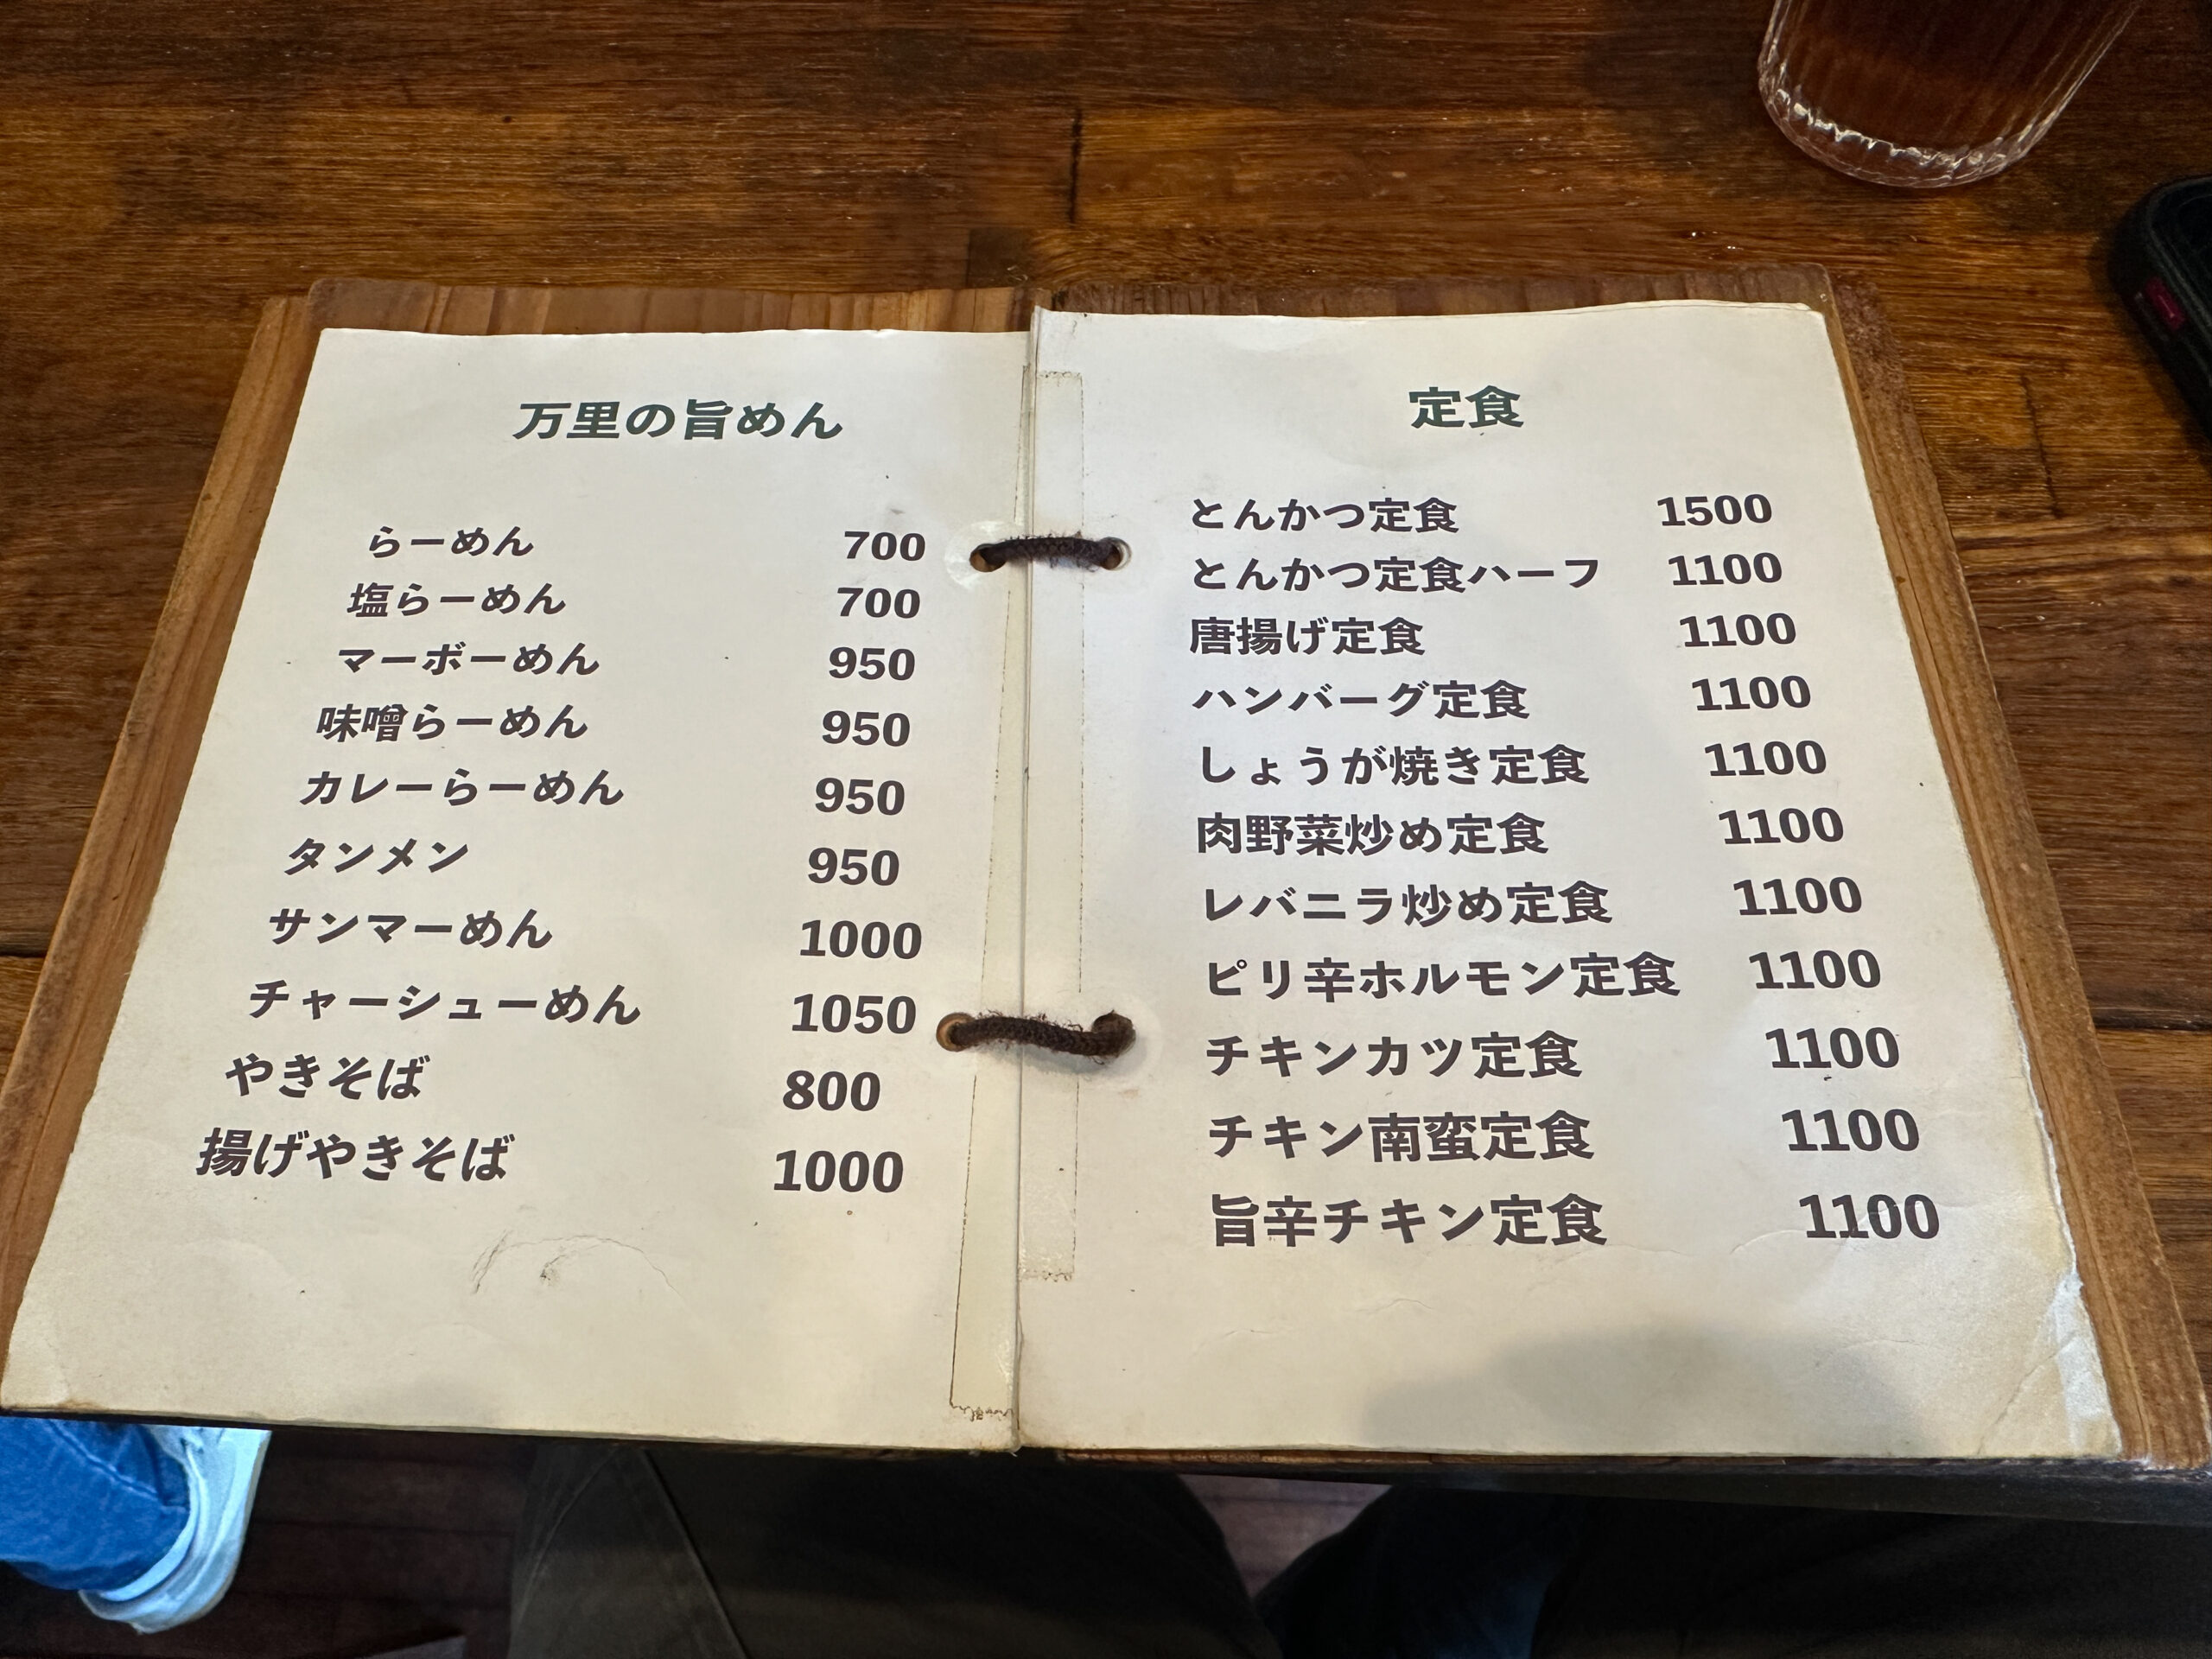 万里の旨めん
らーめん 700
塩らーめん 700
マーボーめん 950
味噌らーめん 950
カレーらーめん 950
タンメン 950
サンマーめん 1000
チャーシューめん 1050
やきそば 800
揚げやきそば 1000
定食
とんかつ定食 1500
とんかつ定食ハーフ 1100
唐揚げ定食 1100
ハンバーグ定食 1100
しょうが焼き定食 1100
肉野菜炒め定食 1100
レバニラ炒め定食 1100
ピリ辛ホルモン定食 1100
チキンカツ定食 1100
チキン南蛮定食 1100
旨辛チキン定食 1100